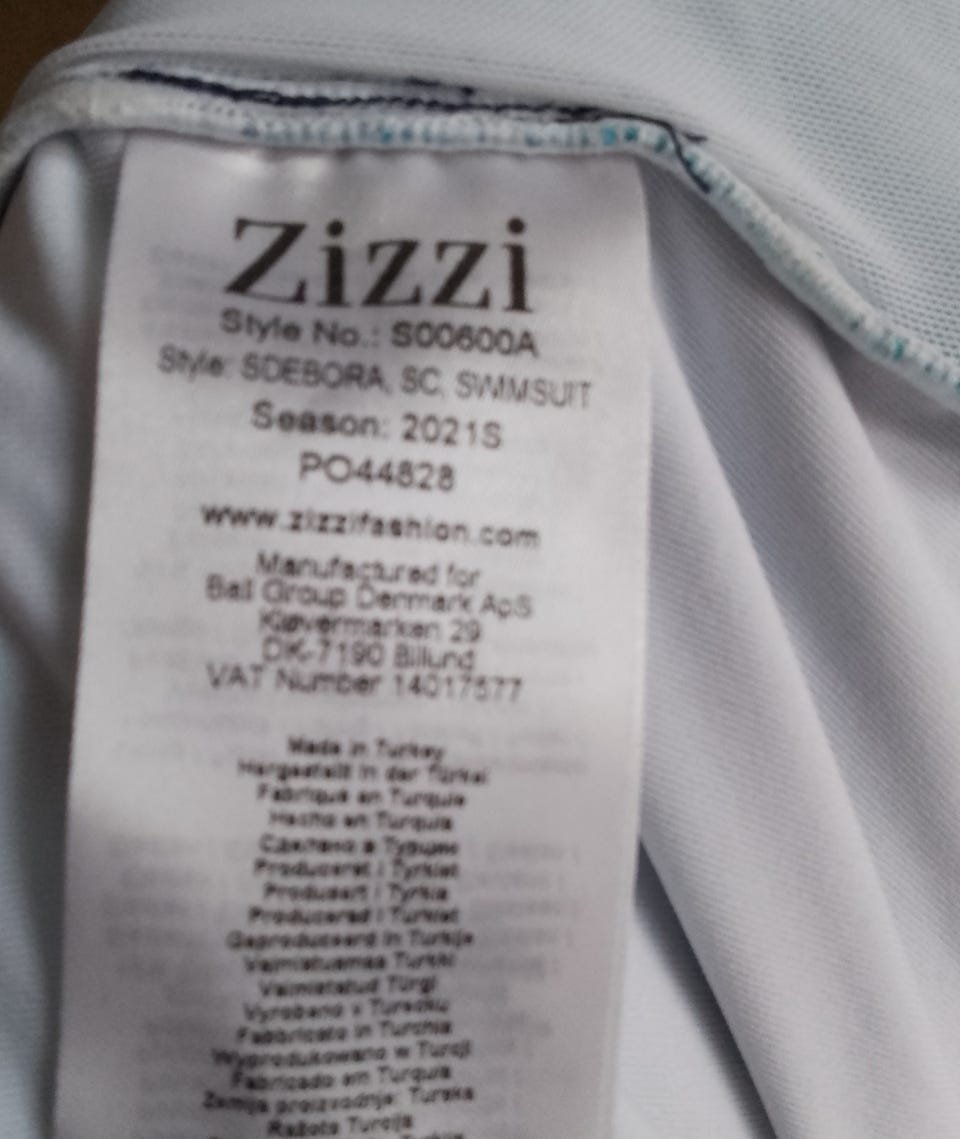 Zizzi
Style No.: S00600A
Style: SDEBORA, SC, SWIMSUIT
Season: 2021S
PO44828
www.zizzifashion.com
Manufactured for
Ball Group Denmark ApS
Kløvermarken 29
DK-7190 Billund
VAT Number 14017577
Made in Turkey
Hergestellt in der Türkei
Fabriqué en Turquie
Hecho en Turquía
Сделано в Турции
Produceret i Tyrkiet
Produsert i Tyrkia
Producerad i Turkiet
Geproduceerd in Turkije
Valmistusmaa Turkki
Valmistatud Türgi
Vyrobeno v Turecku
Fabbricato in Turchia
Wyprodukowano w Turcji
Fabricado em Turquia
Zemlja proizvodnje: Turska
Ražots Turcija